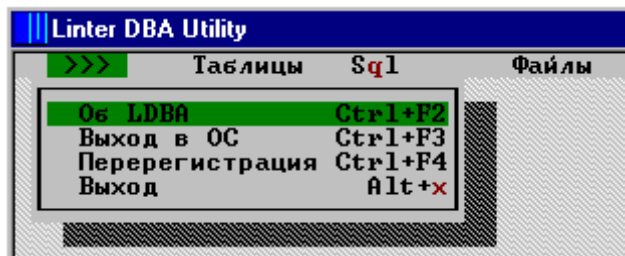 Linter DBA Utility
>>> Таблицы Sql Файлы
Об LDBA Ctrl+F2
Выход в ОС Ctrl+F3
Перерегистрация Ctrl+F4
Выход Alt+x